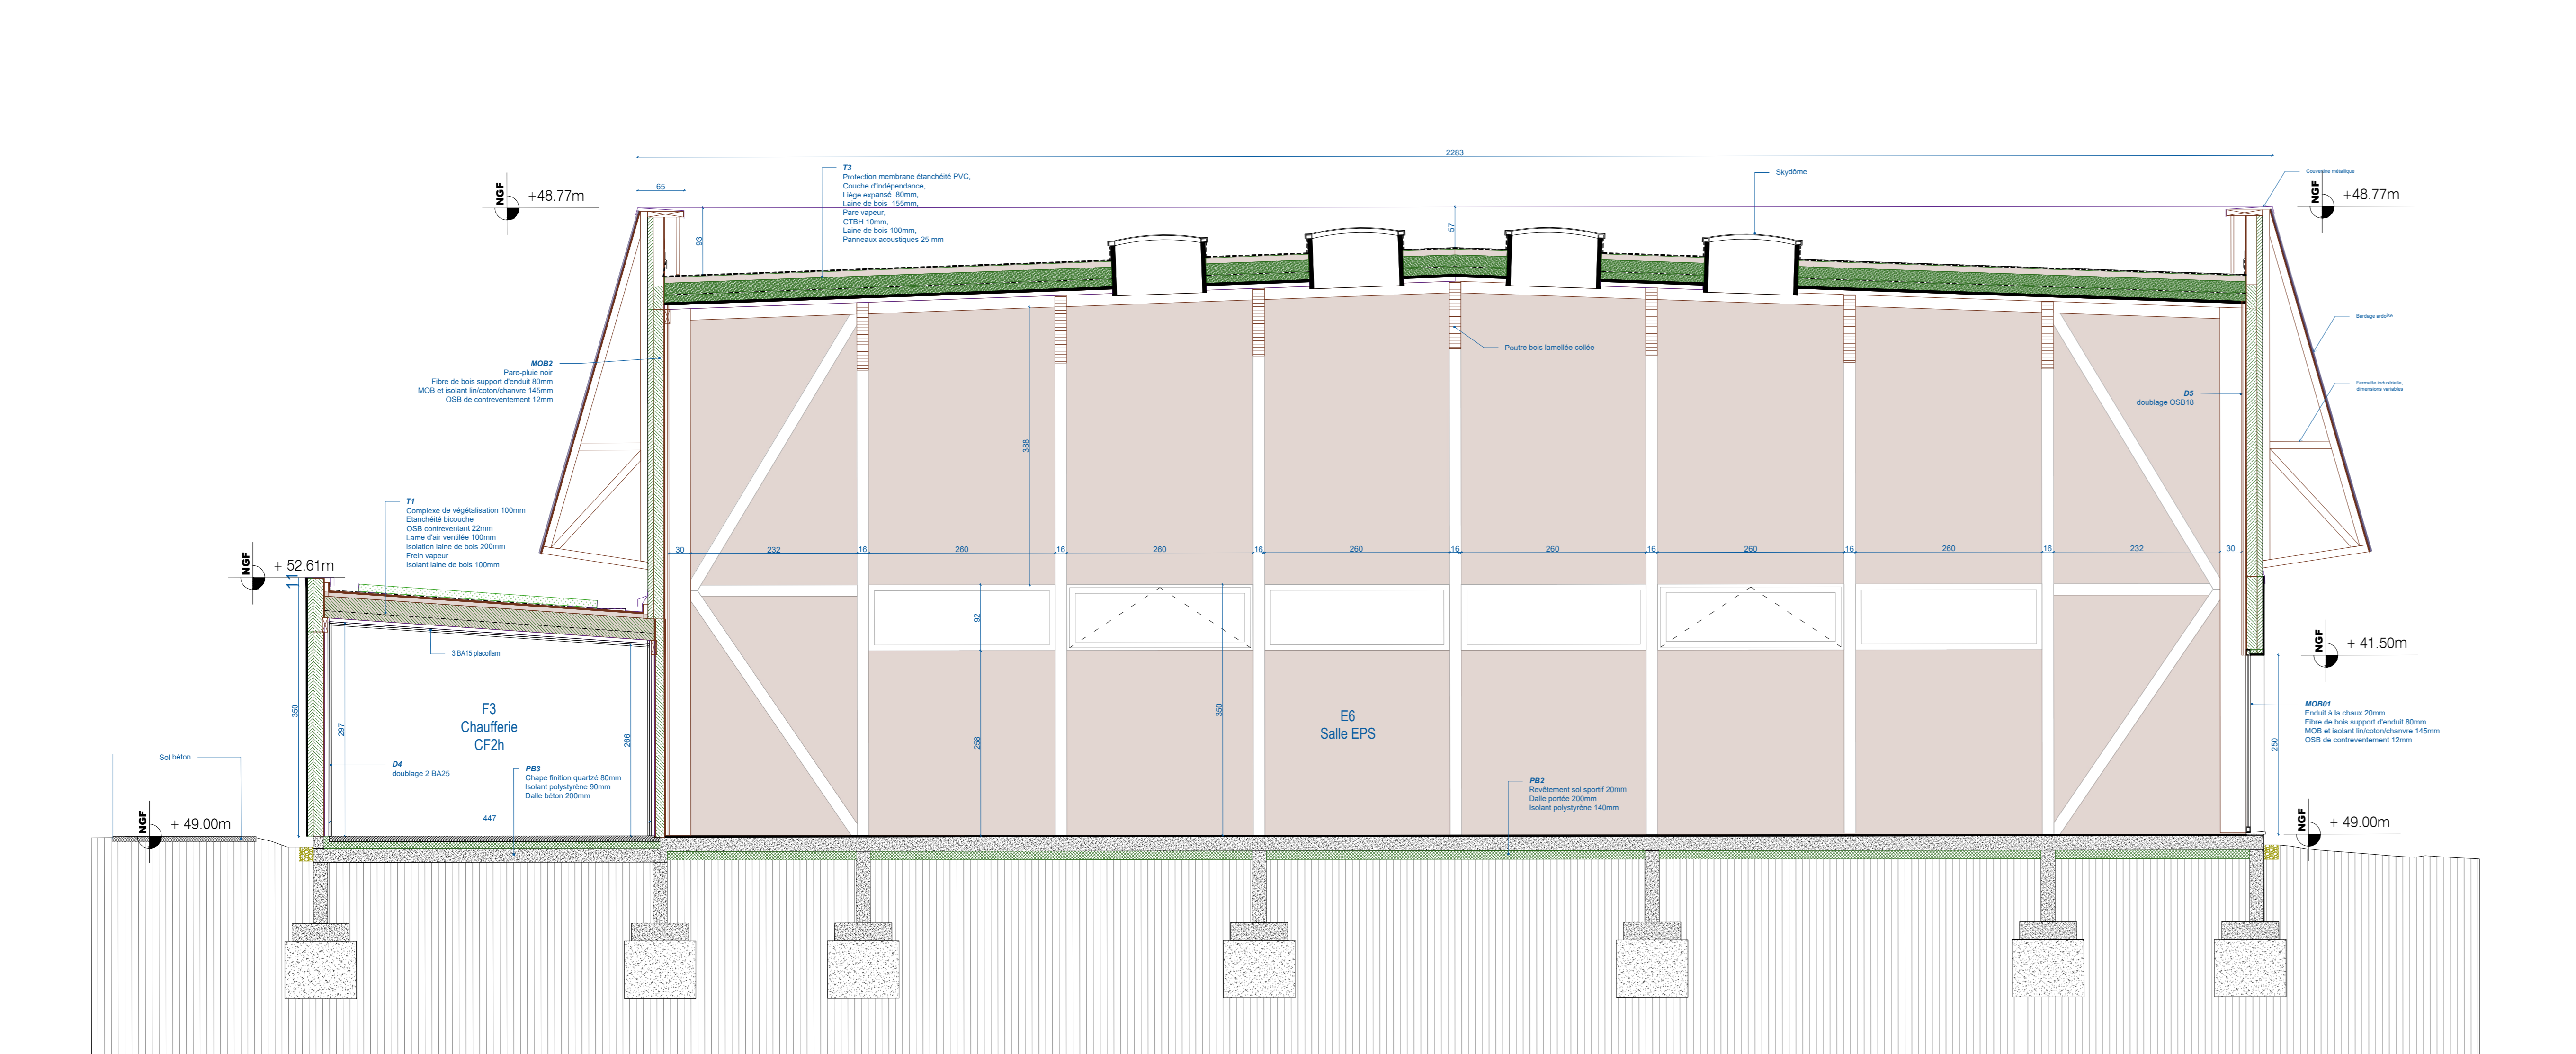 2283
65
93
57
NGF
+48.77m
T3
Protection membrane étanchéité PVC,
Couche d'indépendance,
Liège expansé 80mm,
Laine de bois 155mm,
Pare vapeur,
CTBH 10mm,
Laine de bois 100mm,
Panneaux acoustiques 25 mm
Skydôme
Couvertine métallique
NGF
+48.77m
Bardage
Fermette industrielle,
dimensions variables
Poutre bois lamellée collée
MOB2
Pare-pluie noir
Fibre de bois support d'enduit 80mm
MOB et isolant lin/coton/chanvre 145mm
OSB de contreventement 12mm
D5
doublage OSB18
388
T1
Complexe de végétalisation 100mm
Etanchéité bicouche
OSB contreventant 22mm
Lame d'air ventilée 100mm
Isolation laine de bois 200mm
Frein vapeur
Isolant laine de bois 100mm
30 232 16 260 16 260 16 260 16 260 16 260 16 260 16 232 30
NGF
+ 52.61m
11
92
3 BA15 placoflam
NGF
+ 41.50m
350
297
F3
Chaufferie
CF2h
266
258
350
E6
Salle EPS
250
MOB01
Enduit à la chaux 20mm
Fibre de bois support d'enduit 80mm
MOB et isolant lin/coton/chanvre 145mm
OSB de contreventement 12mm
Sol béton
D4
doublage 2 BA25
PB3
Chape finition quartzé 80mm
Isolant polystyrène 90mm
Dalle béton 200mm
PB2
Revêtement sol sportif 20mm
Dalle portée 200mm
Isolant polystyrène 140mm
447
NGF
+ 49.00m
NGF
+ 49.00m